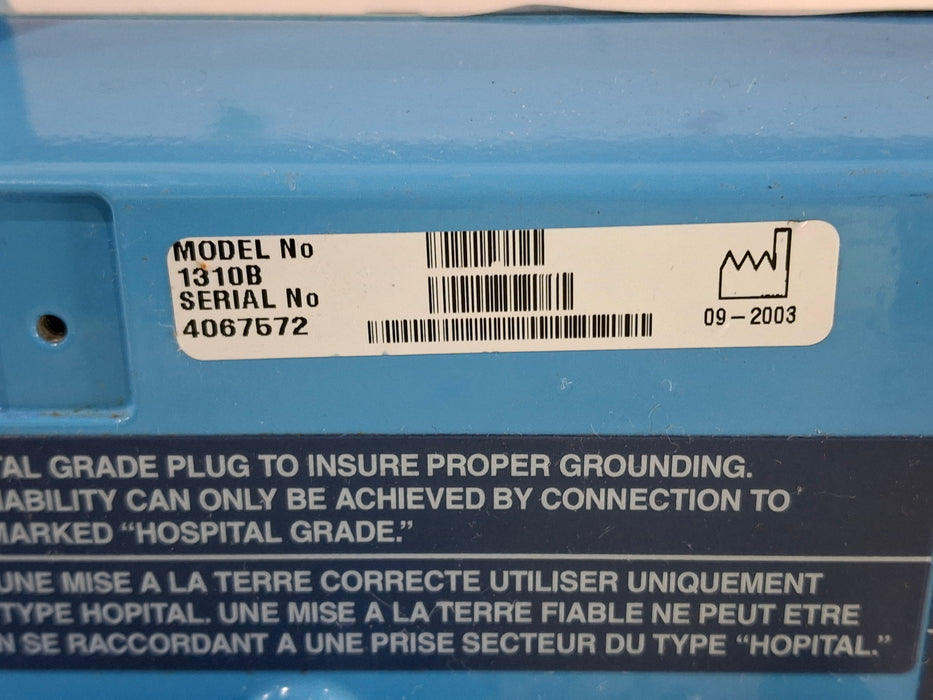 MODEL No
1310B
SERIAL No
4067572
09-2003
TAL GRADE PLUG TO INSURE PROPER GROUNDING.
IABILITY CAN ONLY BE ACHIEVED BY CONNECTION TO
MARKED “HOSPITAL GRADE.”
UNE MISE A LA TERRE CORRECTE UTILISER UNIQUEMENT
TYPE HOPITAL. UNE MISE A LA TERRE FIABLE NE PEUT ETRE
N SE RACCORDANT A UNE PRISE SECTEUR DU TYPE “HOPITAL.”